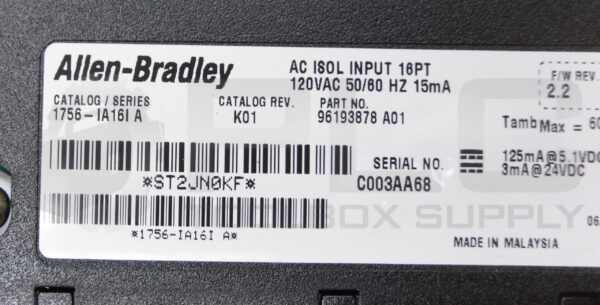 Allen-Bradley
AC ISOL INPUT 16PT
120VAC 50/60 HZ 15mA
F/W REV.
2.2
CATALOG / SERIES
1756-IA16I A
CATALOG REV.
K01
PART NO.
96193878 A01
Tamb Max = 60
*ST2JN0KF*
SERIAL NO.
C003AA68
125mA@5.1VDC
3mA@24VDC
*1756-IA16I A*
MADE IN MALAYSIA
06
BOX SUPPLY